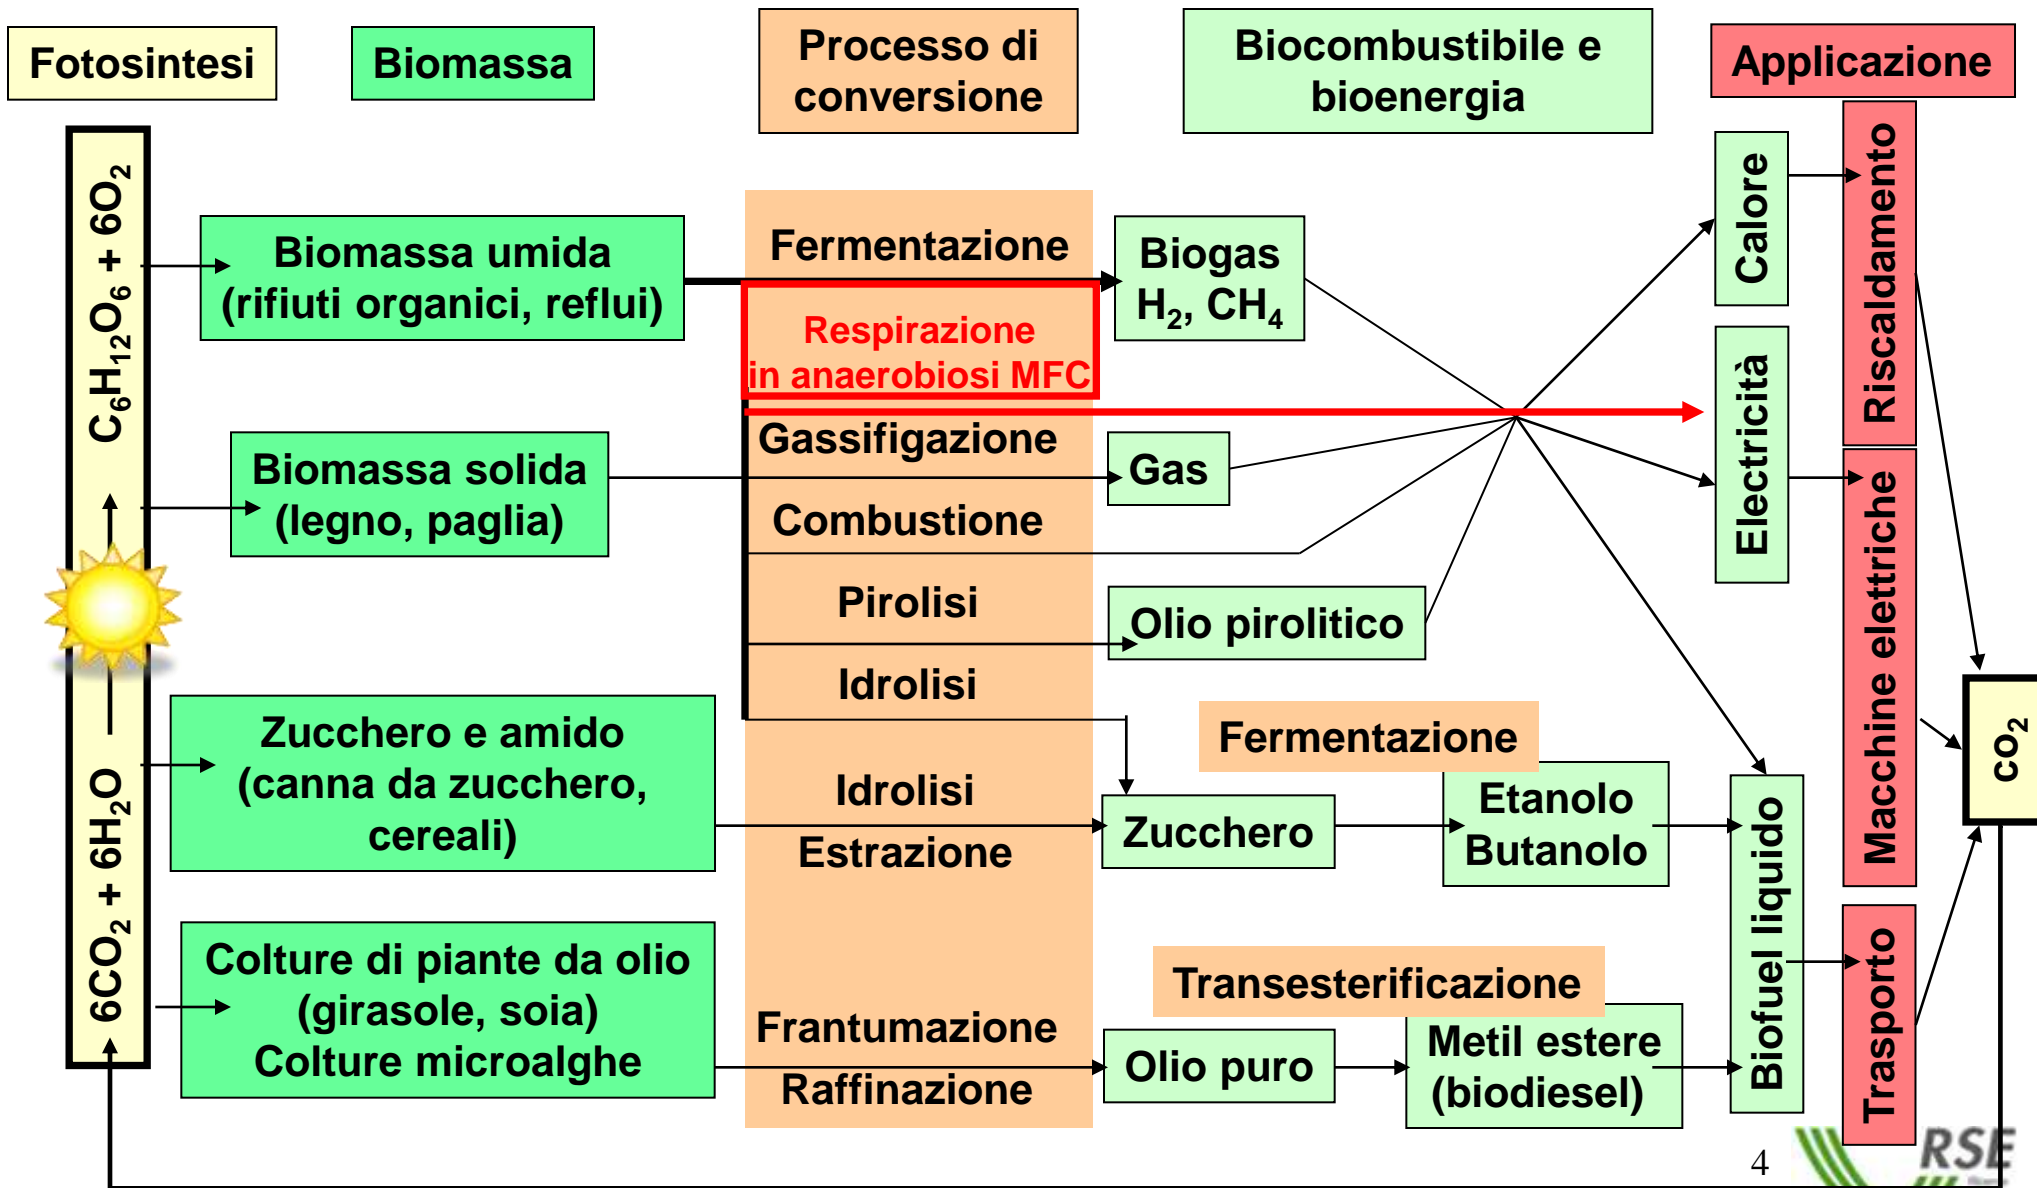 Fotosintesi
Biomassa
Processo di
conversione
Biocombustibile e
bioenergia
Applicazione
6CO2 + 6H2O
C6H12O6 + 6O2
Biomassa umida
(rifiuti organici, reflui)
Biomassa solida
(legno, paglia)
Zucchero e amido
(canna da zucchero,
cereali)
Colture di piante da olio
(girasole, soia)
Colture microalghe
Fermentazione
Respirazione
in anaerobiosi MFC
Gassifigazione
Combustione
Pirolisi
Idrolisi
Idrolisi
Estrazione
Frantumazione
Raffinazione
Biogas
H2, CH4
Gas
Olio pirolitico
Fermentazione
Zucchero
Etanolo
Butanolo
Transesterificazione
Olio puro
Metil estere
(biodiesel)
Calore
Electricità
Biofuel liquido
Riscaldamento
Macchine elettriche
Trasporto
co2
4
RSE